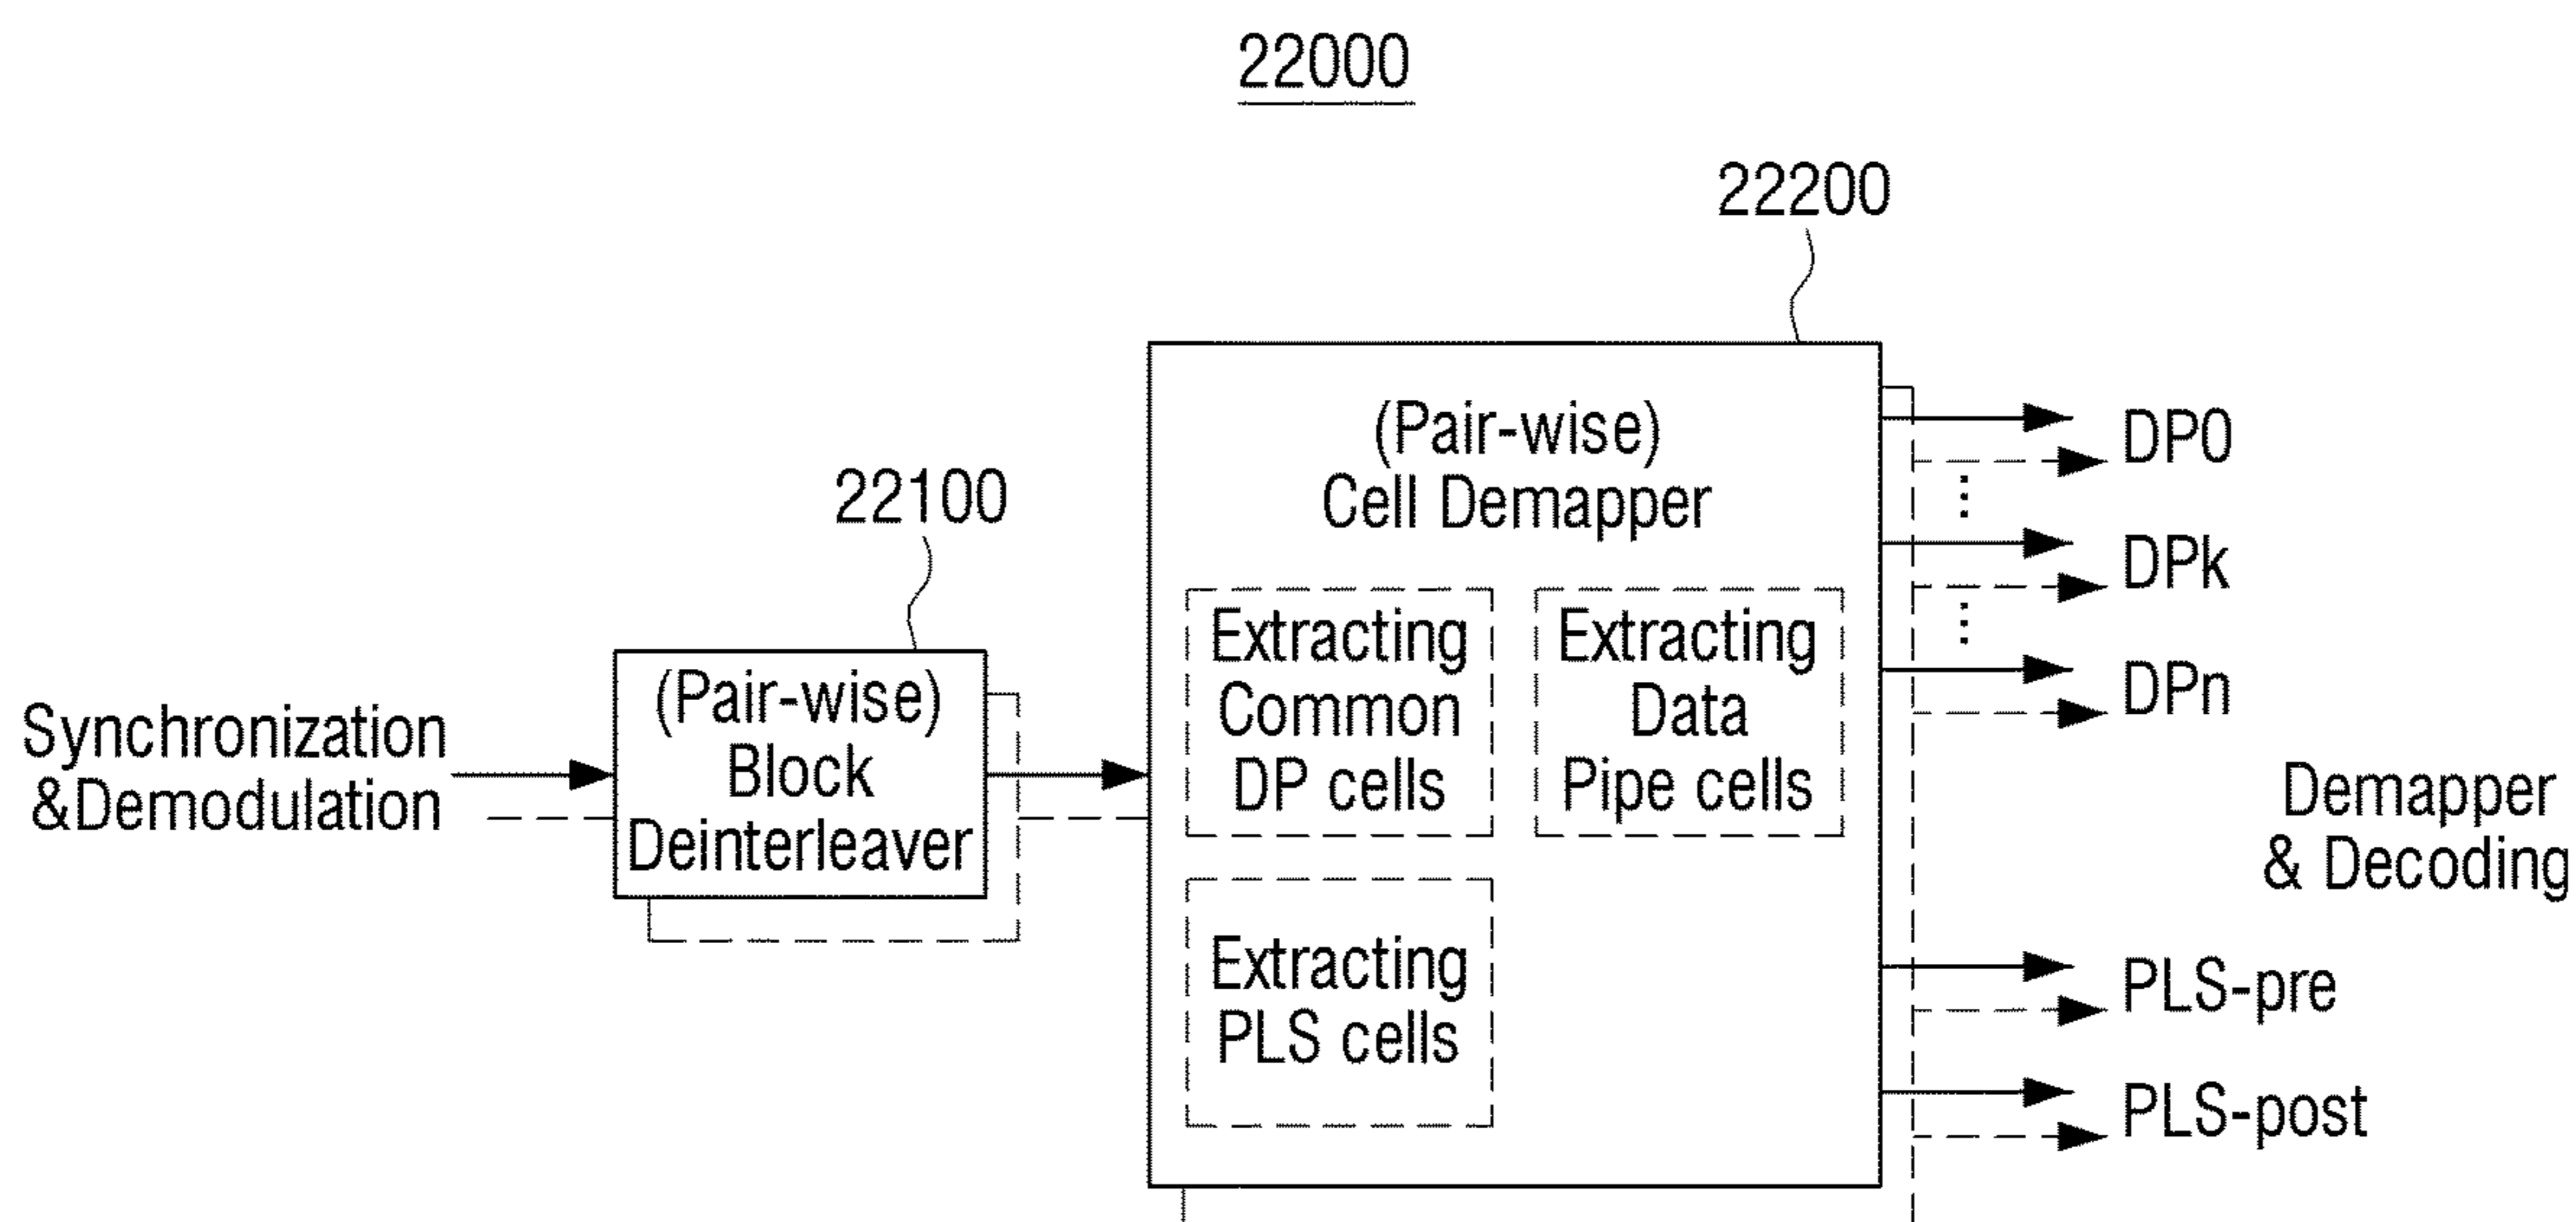 22000
22200
22100
Synchronization
&Demodulation
(Pair-wise)
Block
Deinterleaver
(Pair-wise)
Cell Demapper
Extracting
Common
DP cells
Extracting
Data
Pipe cells
Extracting
PLS cells
DP0
⋮
DPk
⋮
DPn
Demapper
& Decoding
PLS-pre
PLS-post